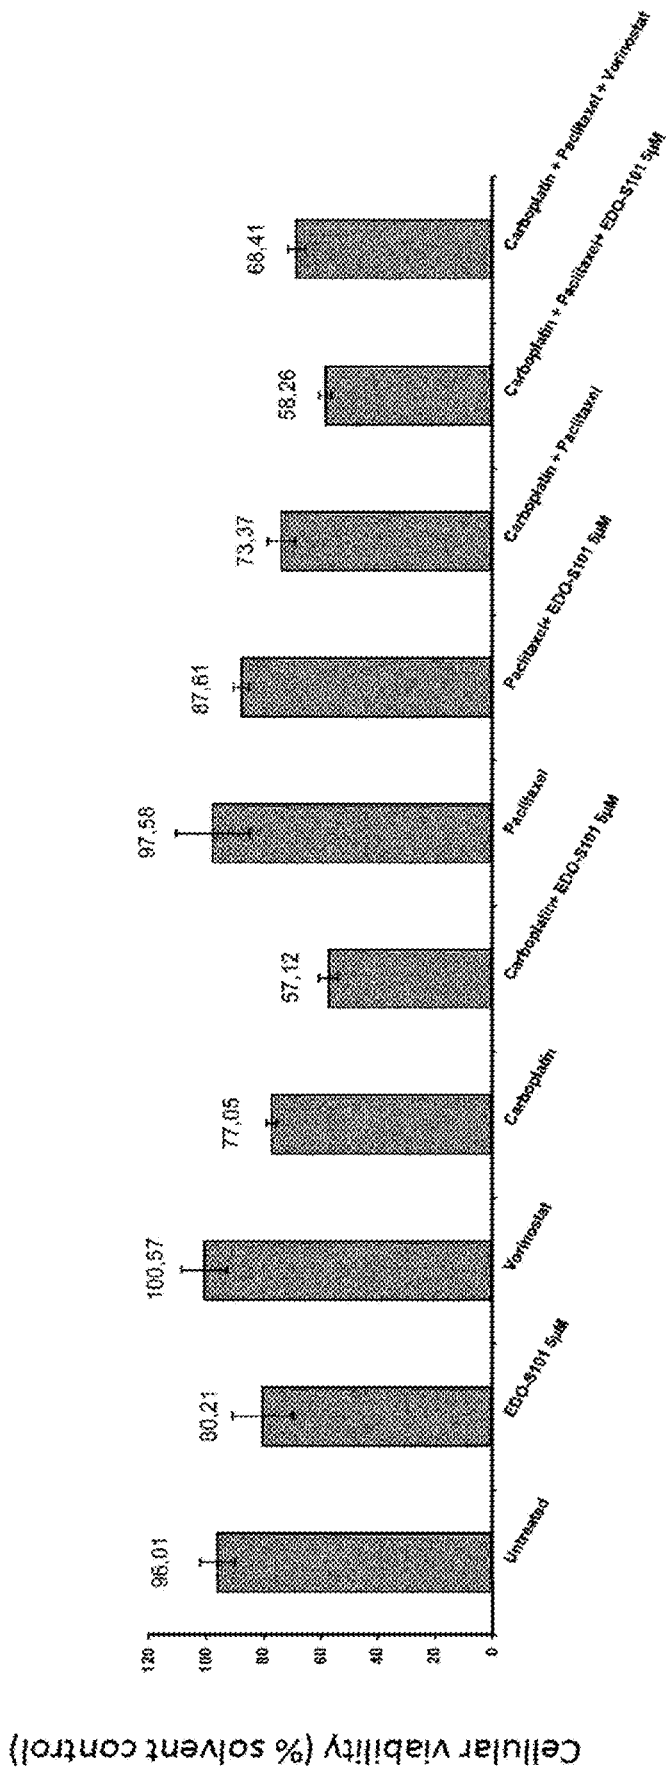 Cellular viability (% solvent control)
120
100
80
60
40
20
0
96,01
80,21
100,57
77,05
57,12
97,58
87,61
73,37
58,26
68,41
Untreated
EDO-S101 5µM
Vorinostat
Carboplatin
Carboplatin+ EDO-S101 5µM
Paclitaxel
Paclitaxel+ EDO-S101 5µM
Carboplatin + Paclitaxel
Carboplatin + Paclitaxel+ EDO-S101 5µM
Carboplatin + Paclitaxel + Vorinostat